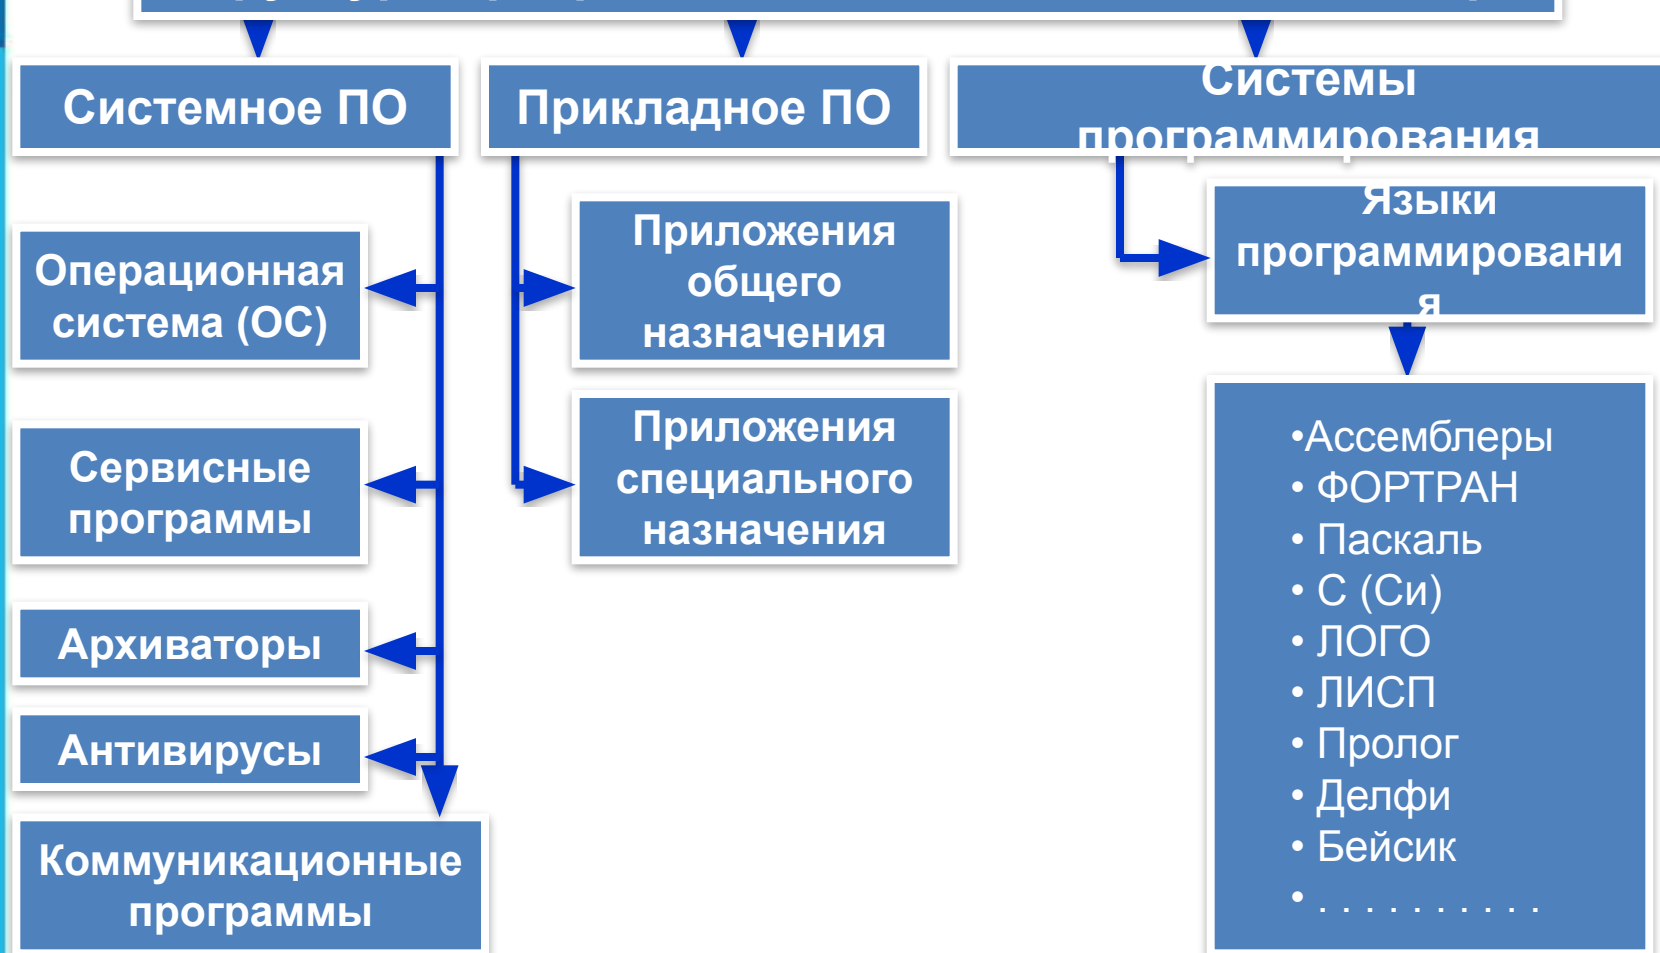 Системное ПО
Прикладное ПО
Системы
программирования
Операционная
система (ОС)
Сервисные
программы
Архиваторы
Антивирусы
Коммуникационные
программы
Приложения
общего
назначения
Приложения
специального
назначения
Языки
программировани
я
•Ассемблеры
• ФОРТРАН
• Паскаль
• С (Си)
• ЛОГО
• ЛИСП
• Пролог
• Делфи
• Бейсик
• . . . . . . . . . .